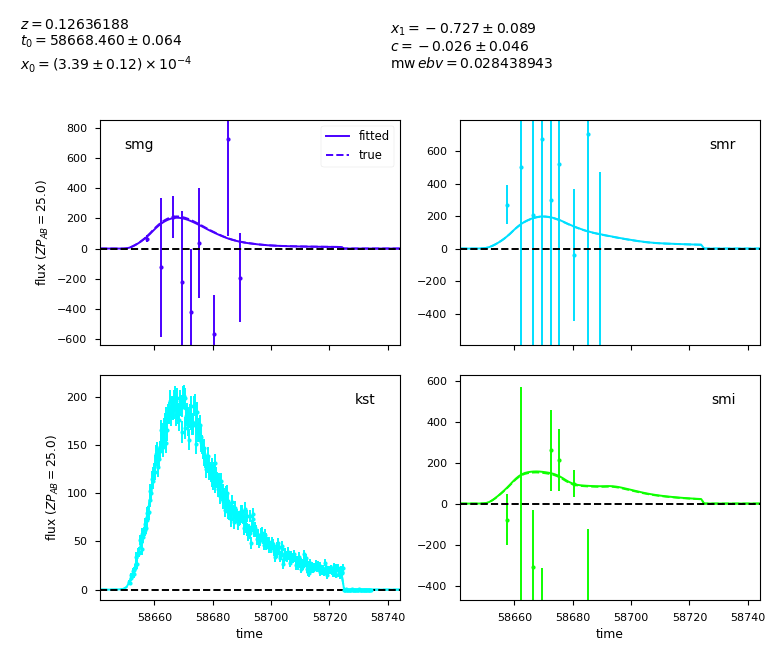 z = 0.12636188
t₀ = 58668.460 ± 0.064
x₀ = (3.39 ± 0.12) × 10⁻⁴
x₁ = −0.727 ± 0.089
c = −0.026 ± 0.046
mw ebv = 0.028438943
smg
fitted
true
800
600
400
200
0
−200
−400
−600
flux (ZP_AB = 25.0)
smr
600
400
200
0
−200
−400
kst
200
150
100
50
0
flux (ZP_AB = 25.0)
58660 58680 58700 58720 58740
time
smi
600
400
200
0
−200
−400
58660 58680 58700 58720 58740
time